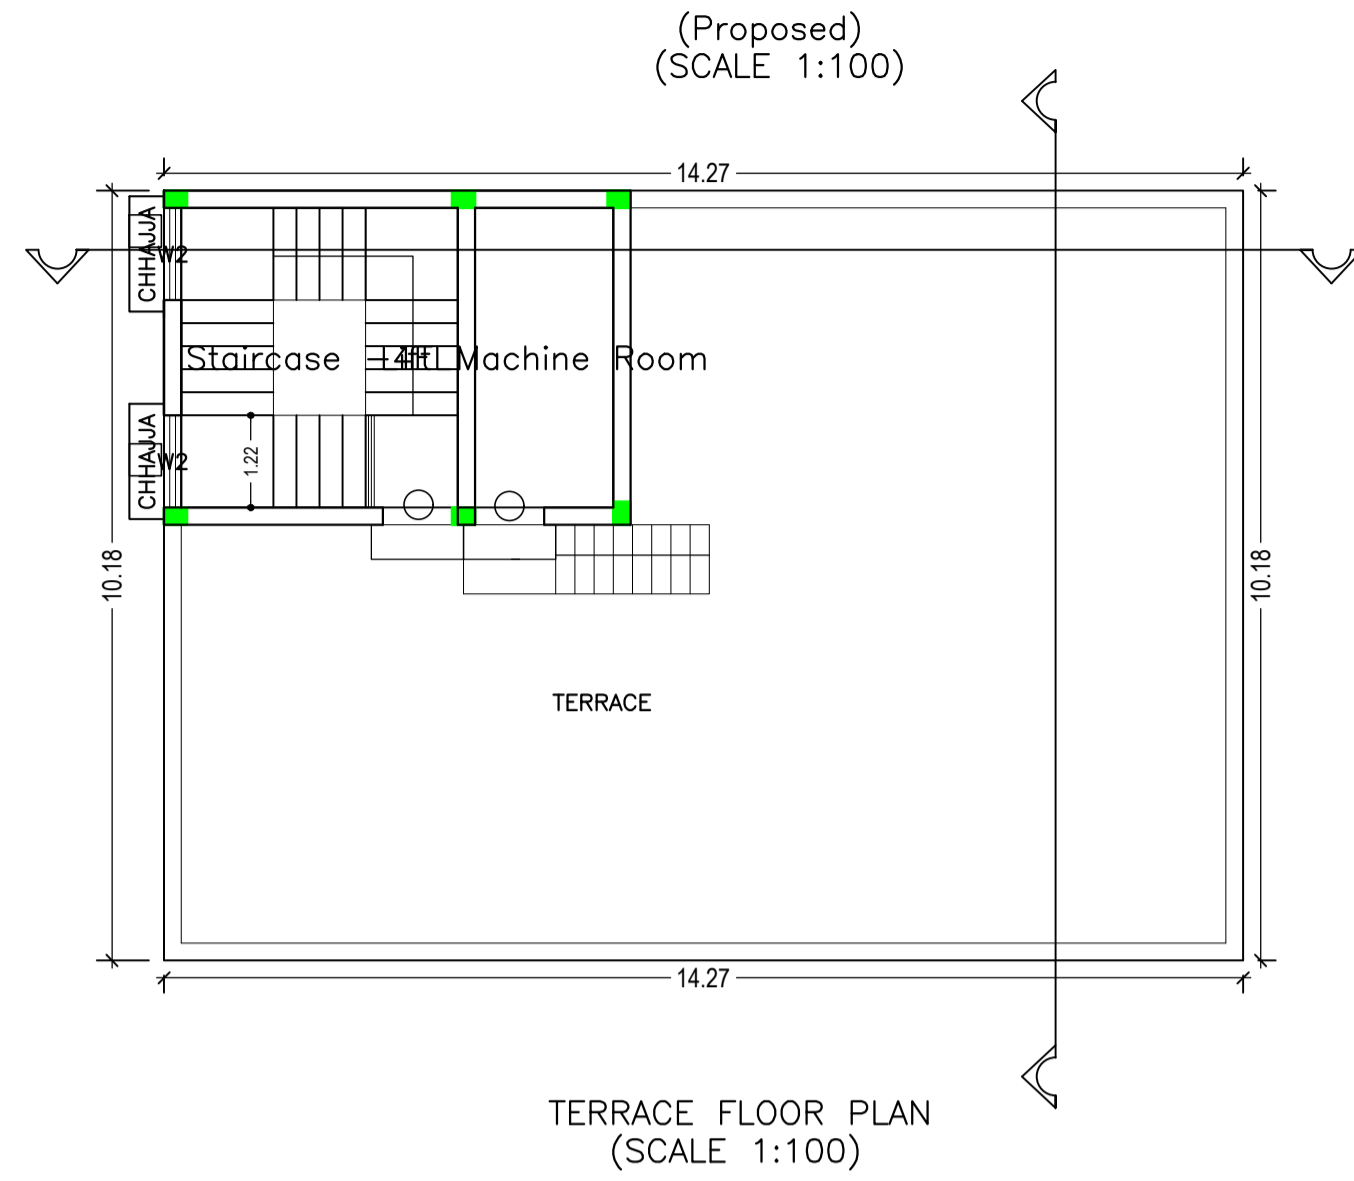 (Proposed)
(SCALE 1:100)
14.27
CHHAJJA
W2
Staircase
Machine Room
CHHAJJA
W2
1.22
10.18
10.18
TERRACE
14.27
TERRACE FLOOR PLAN
(SCALE 1:100)